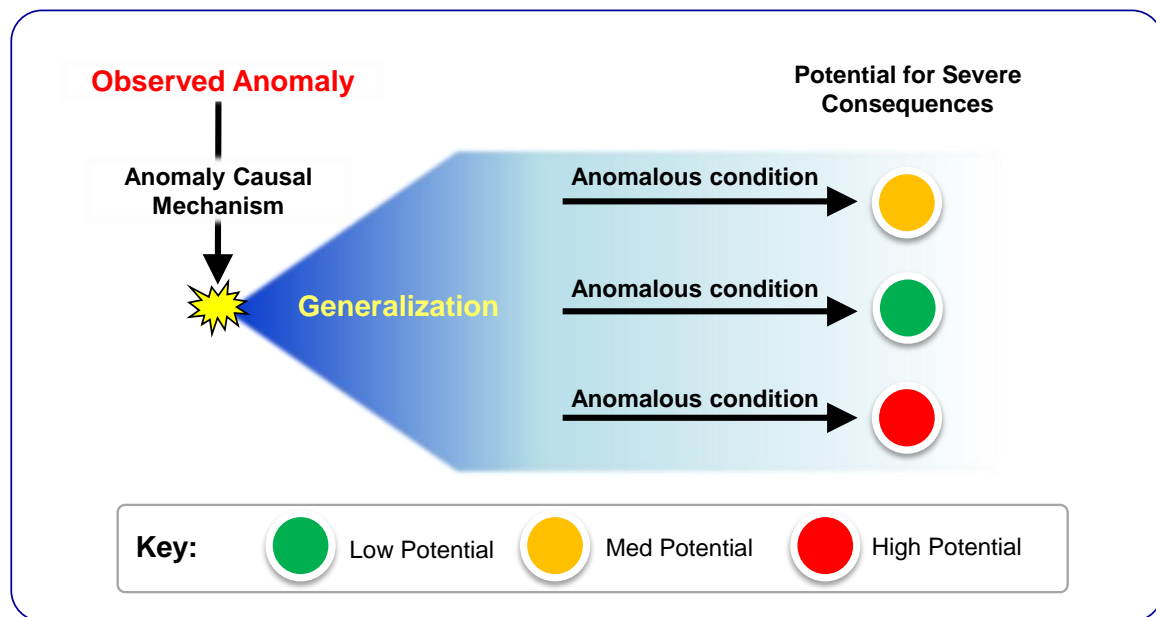 Observed Anomaly
Potential for Severe
Consequences
Anomaly Causal
Mechanism
Anomalous condition
Generalization
Anomalous condition
Anomalous condition
Key:
Low Potential
Med Potential
High Potential